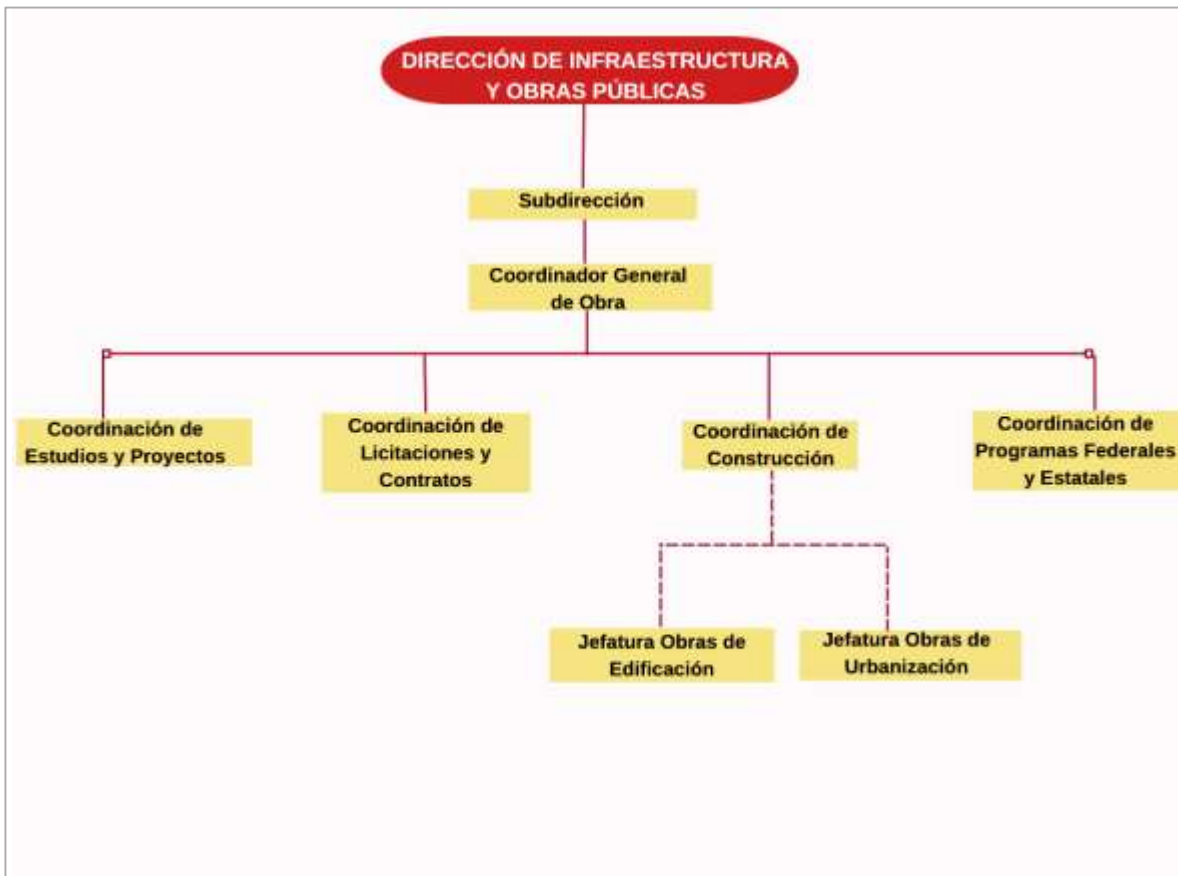 DIRECCIÓN DE INFRAESTRUCTURA
Y OBRAS PÚBLICAS
Subdirección
Coordinador General
de Obra
Coordinación de
Estudios y Proyectos
Coordinación de
Licitaciones y
Contratos
Coordinación de
Construcción
Coordinación de
Programas Federales
y Estatales
Jefatura Obras de
Edificación
Jefatura Obras de
Urbanización